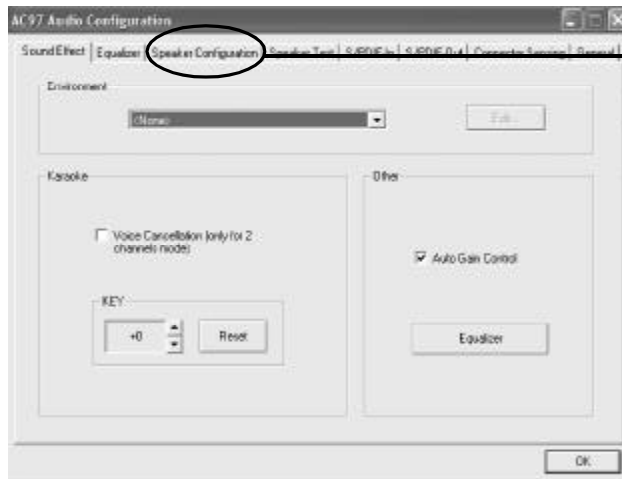 AC97 Audio Configuration
Sound Effect Equalizer Speaker Configuration Speaker Test S/PDIF-In S/PDIF-Out Connector Sensing General
Environment
<None>
Edit
Karaoke
Other
Voice Cancellation (only for 2
channels mode)
Auto Gain Control
KEY
+0
Reset
Equalizer
OK